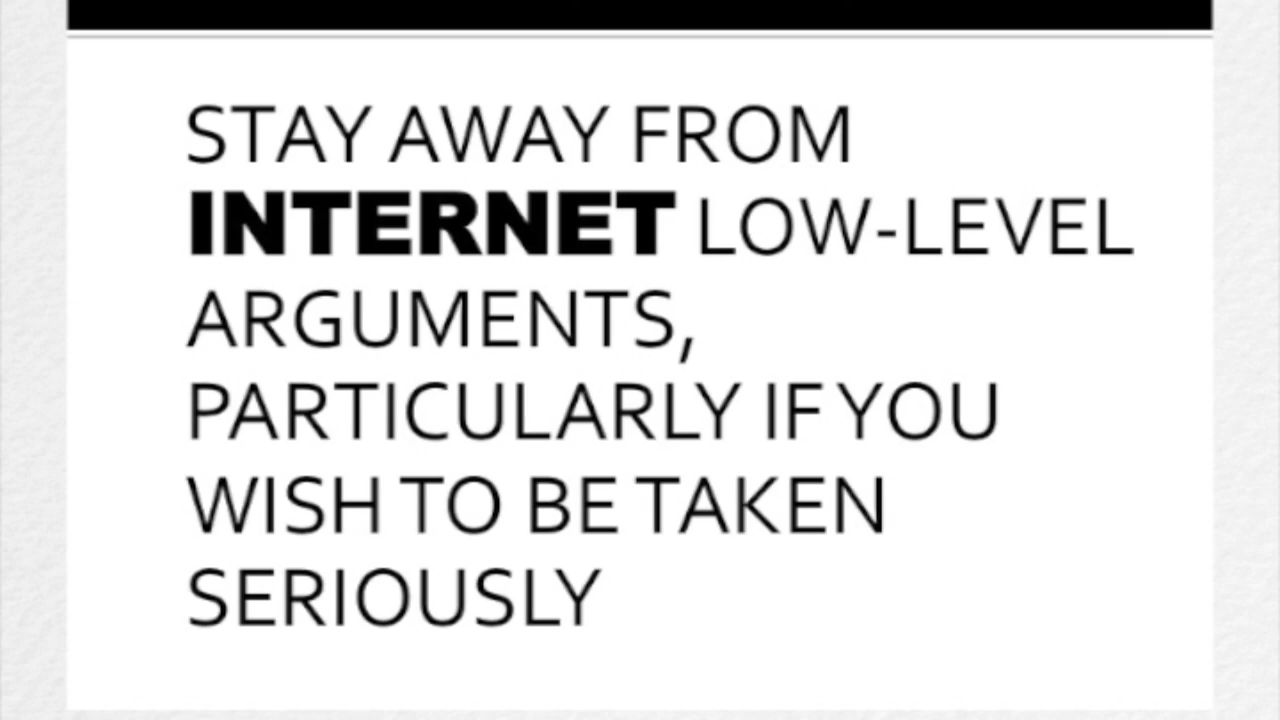 STAY AWAY FROM
INTERNET LOW-LEVEL
ARGUMENTS,
PARTICULARLY IF YOU
WISH TO BE TAKEN
SERIOUSLY